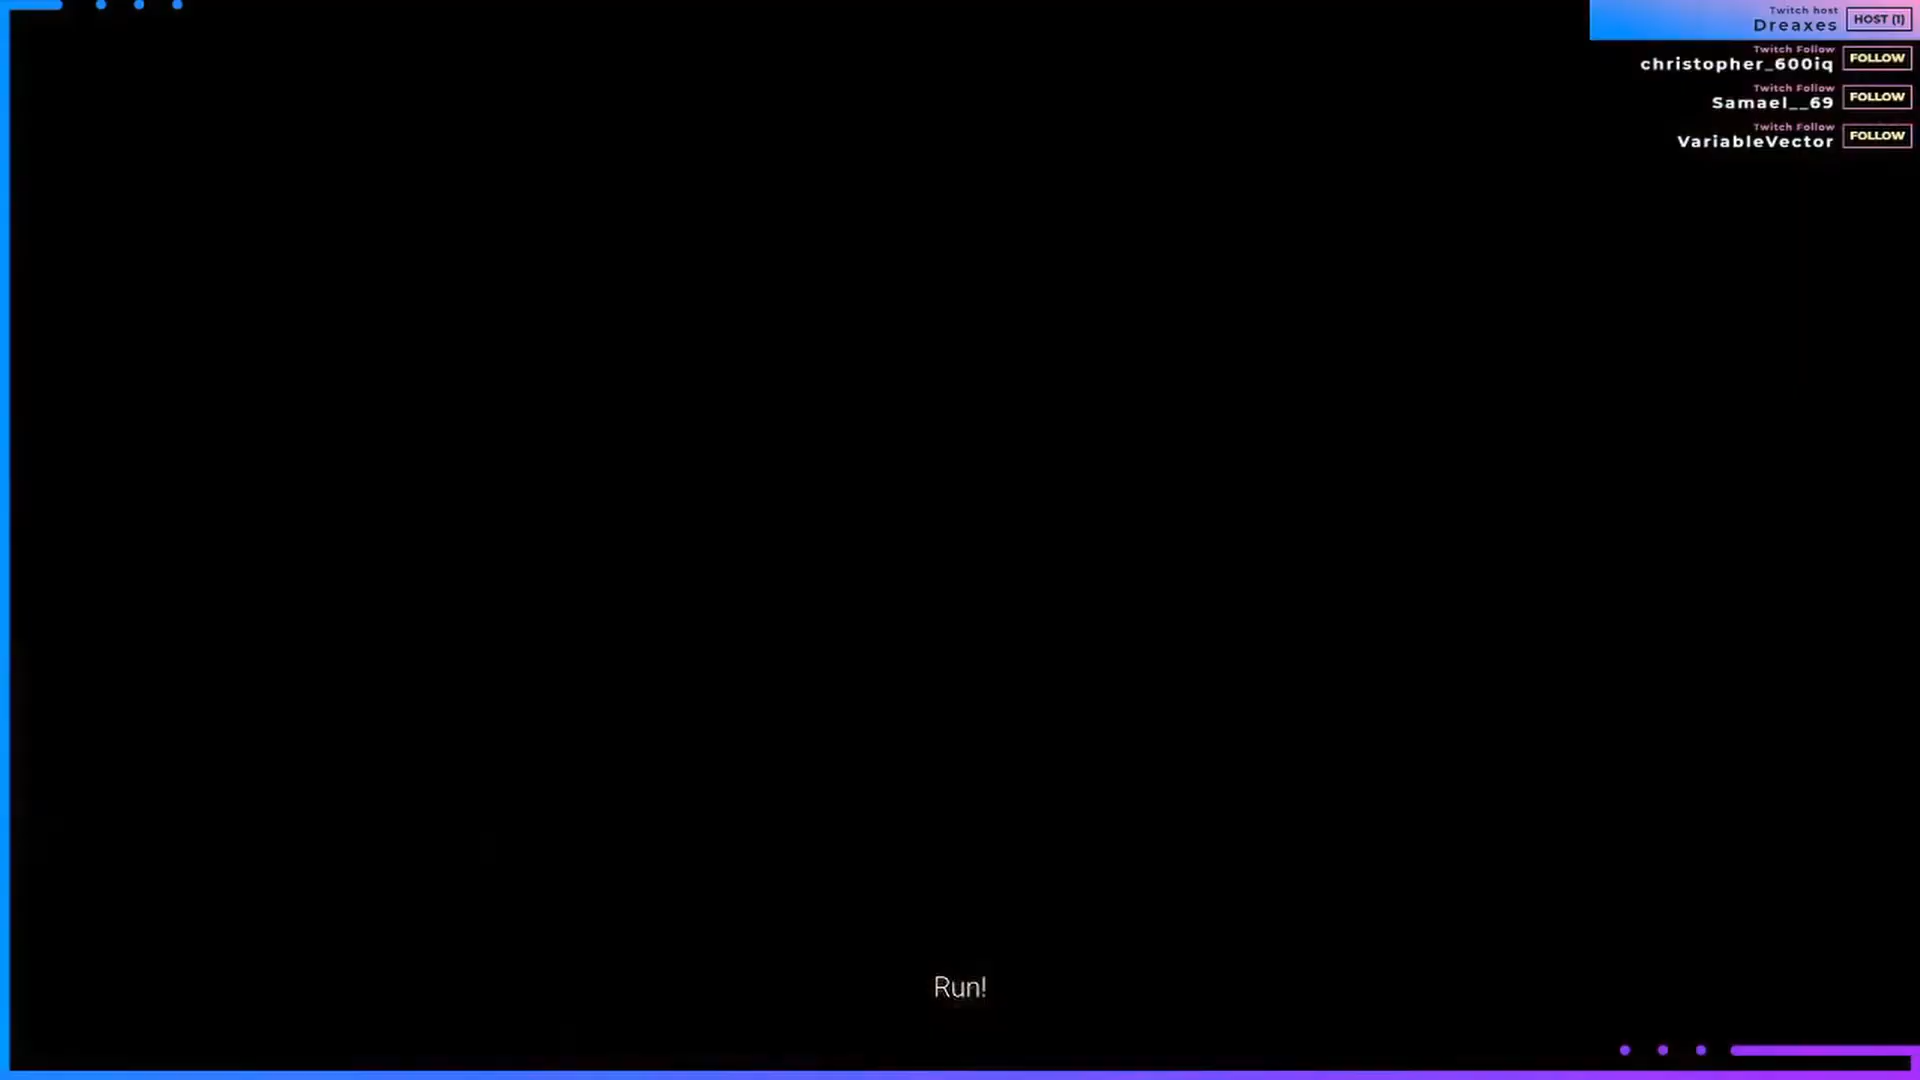 Twitch host
Dreaxes
HOST (1)
Twitch Follow
christopher_600iq
FOLLOW
Twitch Follow
Samael__69
FOLLOW
Twitch Follow
VariableVector
FOLLOW
Run!